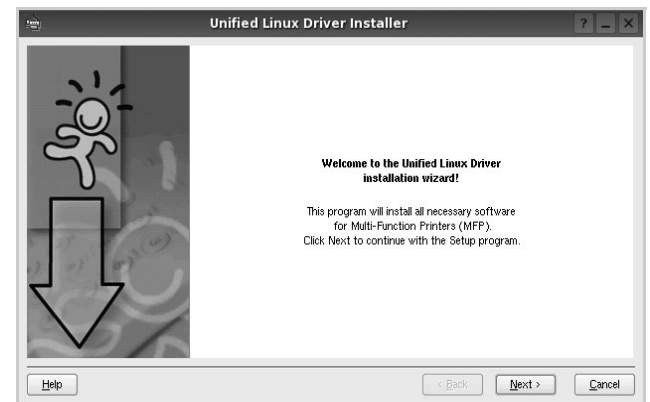 Unified Linux Driver Installer
Welcome to the Unified Linux Driver
installation wizard!
This program will install all necessary software
for Multi-Function Printers (MFP).
Click Next to continue with the Setup program.
Help
< Back
Next >
Cancel